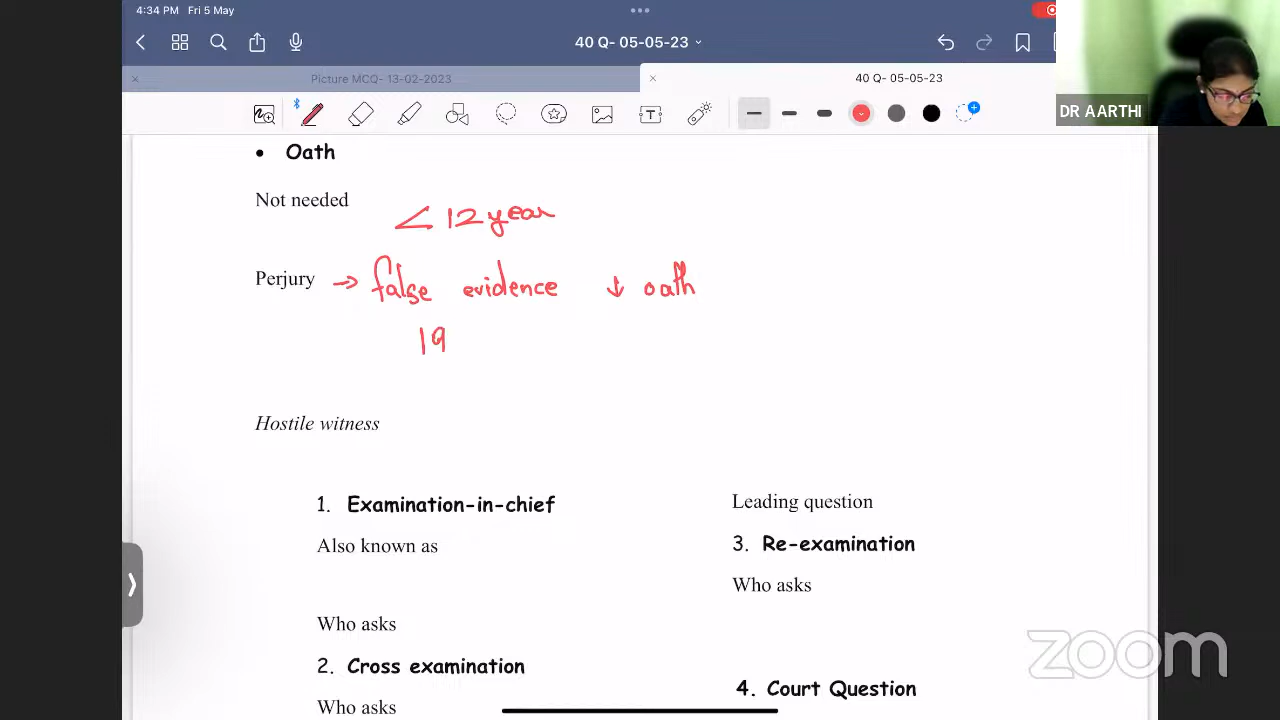 4:34 PM Fri 5 May
40 Q- 05-05-23
Picture MCQ- 13-02-2023
40 Q- 05-05-23
DR AARTHI
• Oath
Not needed
< 12 year
Perjury → false evidence ↓ oath
19
Hostile witness
1. Examination-in-chief
Also known as
Who asks
2. Cross examination
Who asks
Leading question
3. Re-examination
Who asks
4. Court Question
zoom